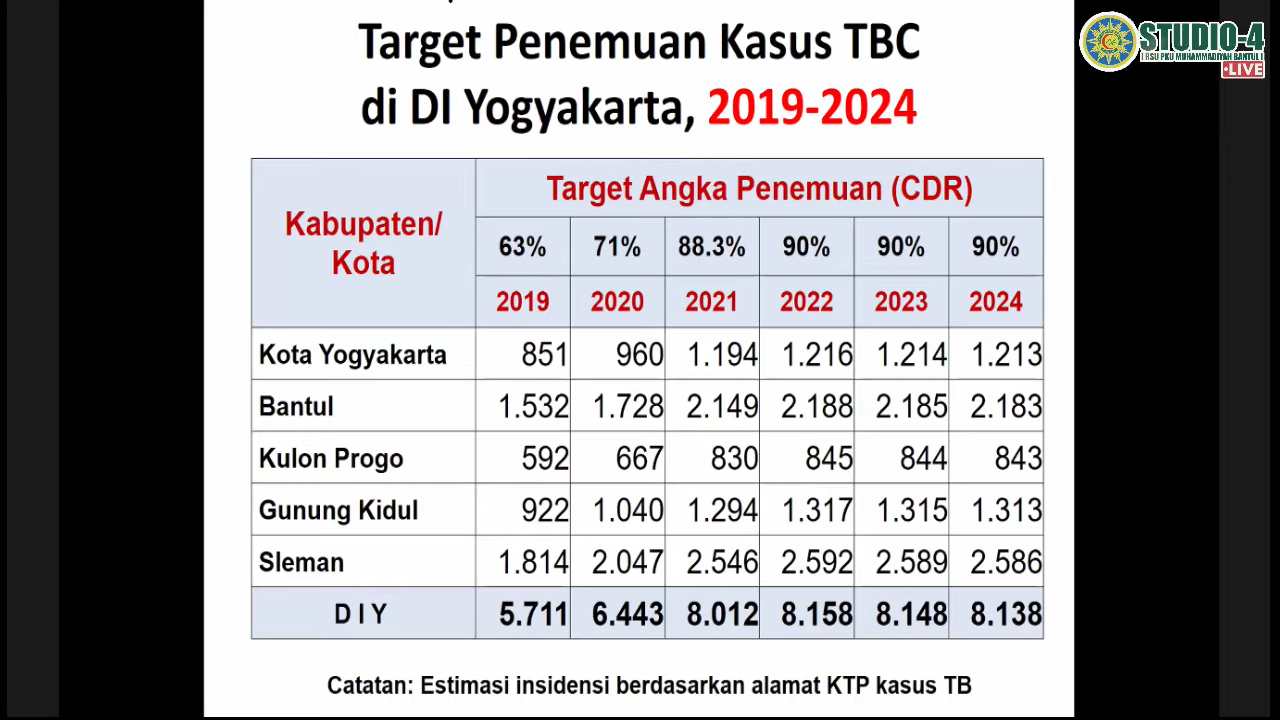 Target Penemuan Kasus TBC
di DI Yogyakarta, 2019-2024
STUDIO-4
[ RSU PKU MUHAMMADIYAH BANTUL ]
•LIVE
Kabupaten/
Kota
Target Angka Penemuan (CDR)
63% 71% 88.3% 90% 90% 90%
2019 2020 2021 2022 2023 2024
Kota Yogyakarta 851 960 1.194 1.216 1.214 1.213
Bantul 1.532 1.728 2.149 2.188 2.185 2.183
Kulon Progo 592 667 830 845 844 843
Gunung Kidul 922 1.040 1.294 1.317 1.315 1.313
Sleman 1.814 2.047 2.546 2.592 2.589 2.586
D I Y 5.711 6.443 8.012 8.158 8.148 8.138
Catatan: Estimasi insidensi berdasarkan alamat KTP kasus TB